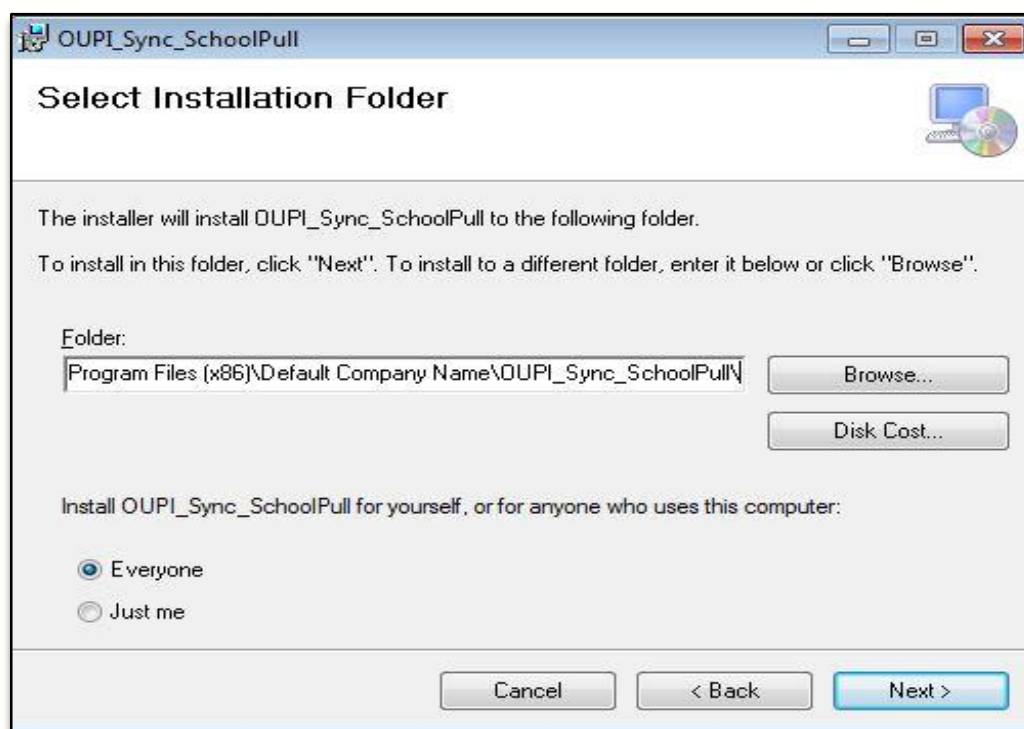 OUPI_Sync_SchoolPull
Select Installation Folder
The installer will install OUPI_Sync_SchoolPull to the following folder.
To install in this folder, click "Next". To install to a different folder, enter it below or click "Browse".
Folder:
Program Files (x86)\Default Company Name\OUPI_Sync_SchoolPull\
Browse...
Disk Cost...
Install OUPI_Sync_SchoolPull for yourself, or for anyone who uses this computer:
Everyone
Just me
Cancel
< Back
Next >